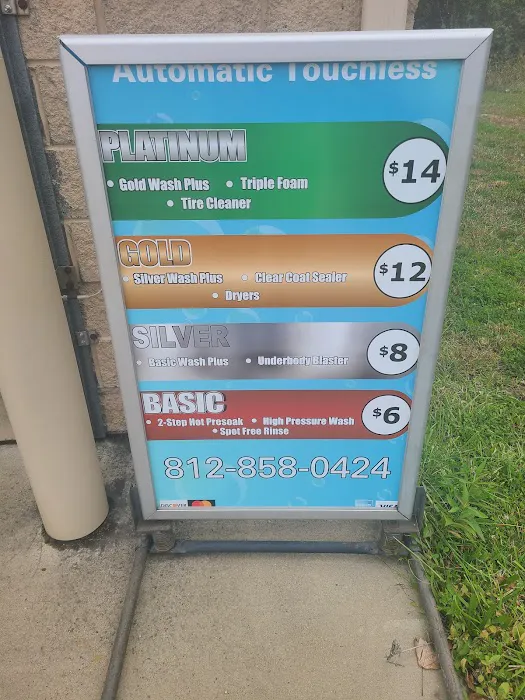 Automatic Touchless
PLATINUM
$14
• Gold Wash Plus • Triple Foam
• Tire Cleaner
GOLD
$12
• Silver Wash Plus • Clear Coat Sealer
• Dryers
SILVER
$8
• Basic Wash Plus • Underbody Blaster
BASIC
$6
• 2-Step Hot Presoak • High Pressure Wash
• Spot Free Rinse
812-858-0424
DISCOVER VISA